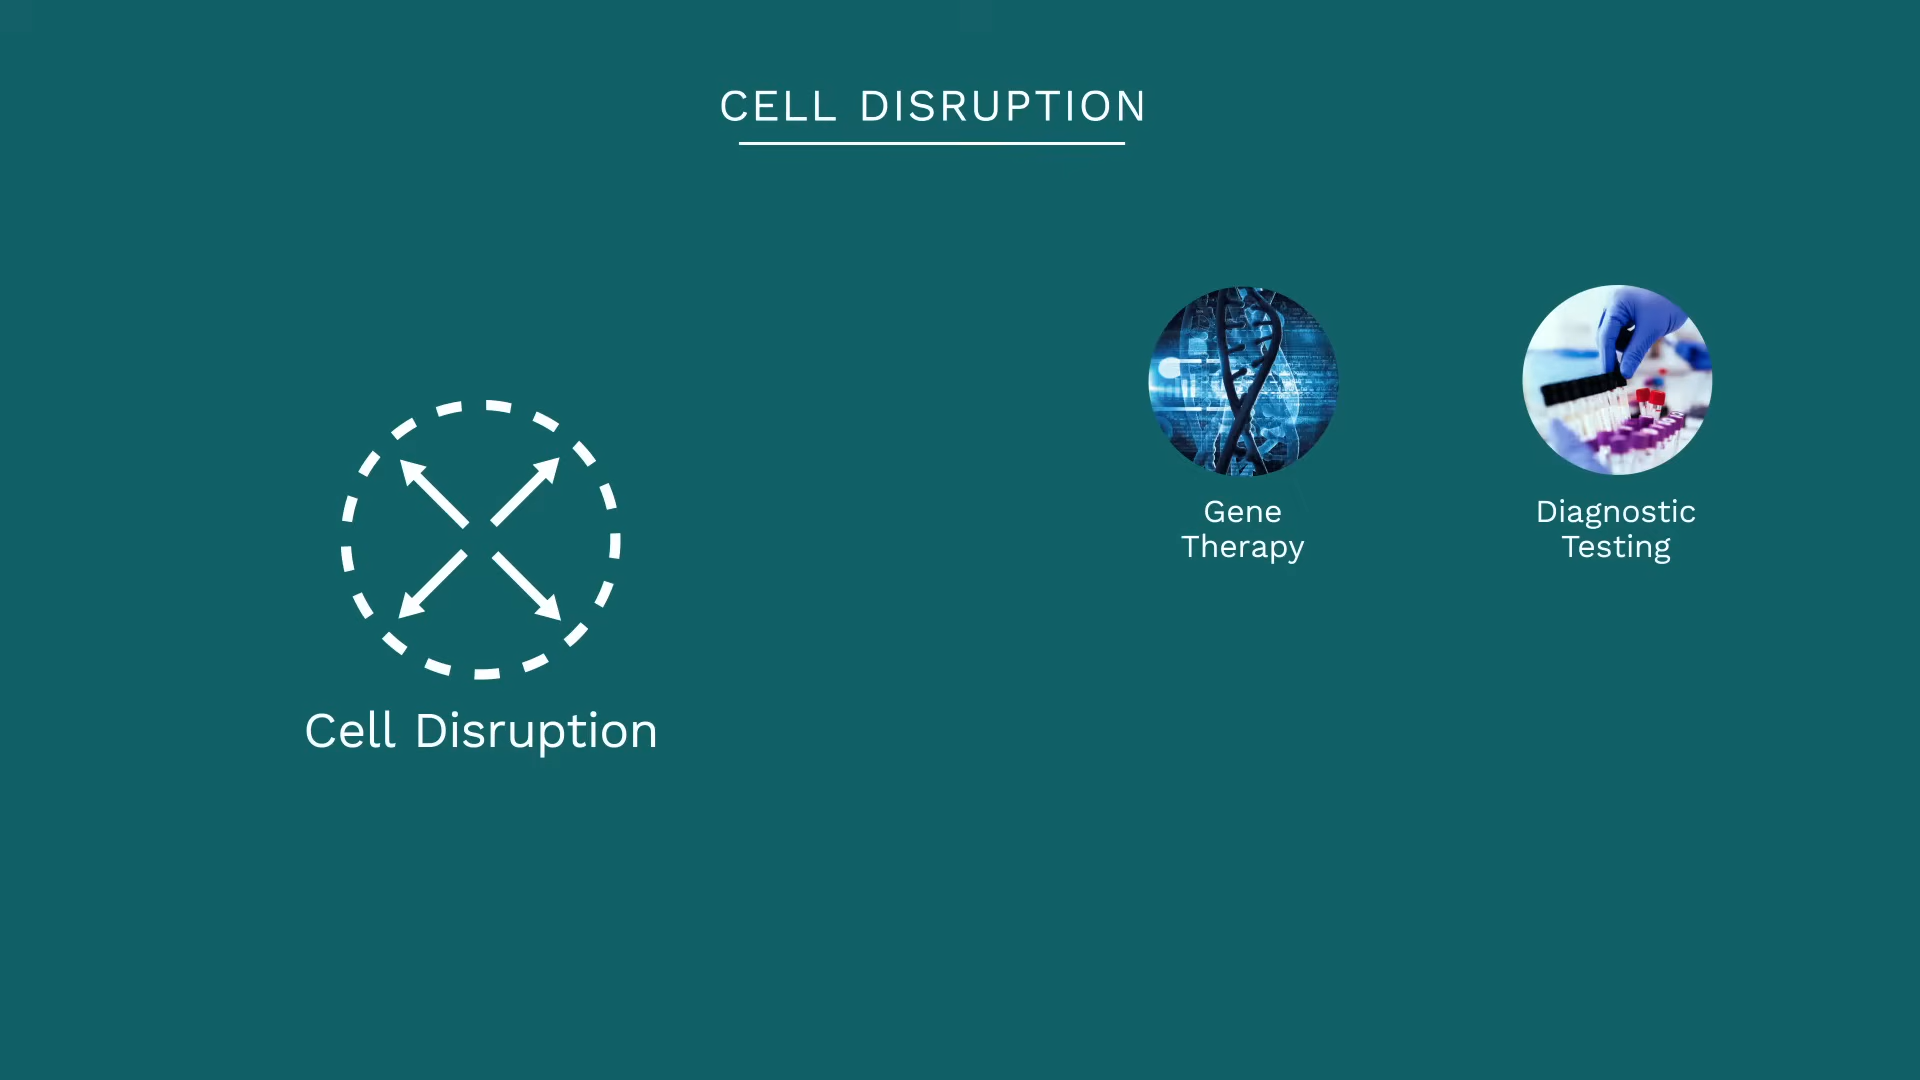 CELL DISRUPTION
Cell Disruption
Gene
Therapy
Diagnostic
Testing